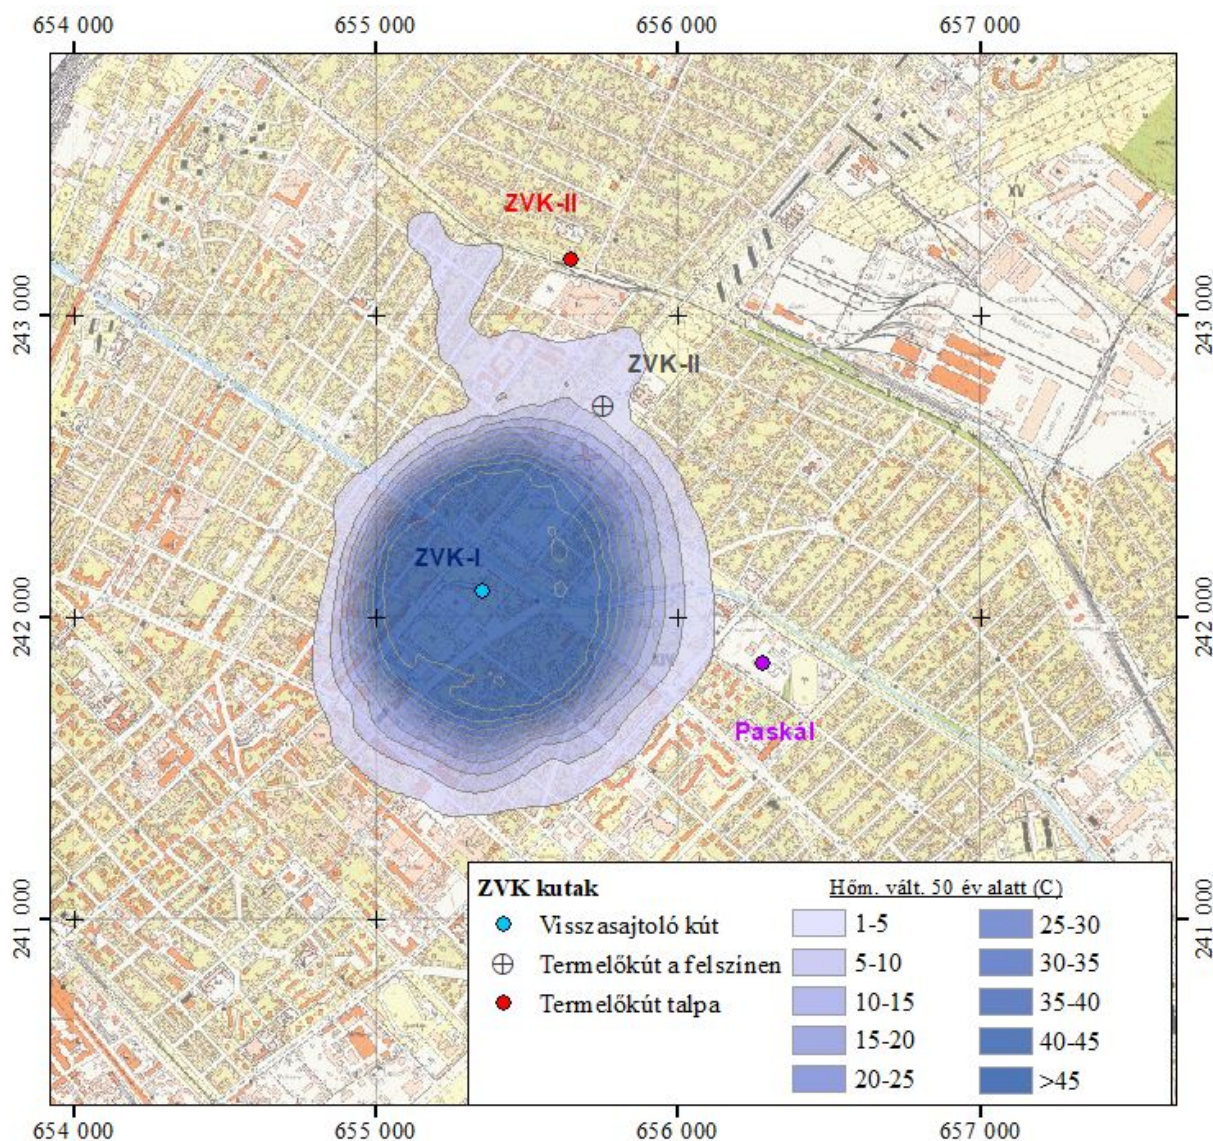 654 000 655 000 656 000 657 000
ZVK-II
XV
243 000 243 000
ZVK-II
ZVK-I
242 000 242 000
XIV
Paskál
ZVK kutak
Visszasajtoló kút
Termelőkút a felszínen
Termelőkút talpa
Hőm. vált. 50 év alatt (C)
1-5
5-10
10-15
15-20
20-25
25-30
30-35
35-40
40-45
>45
241 000 241 000
654 000 655 000 656 000 657 000